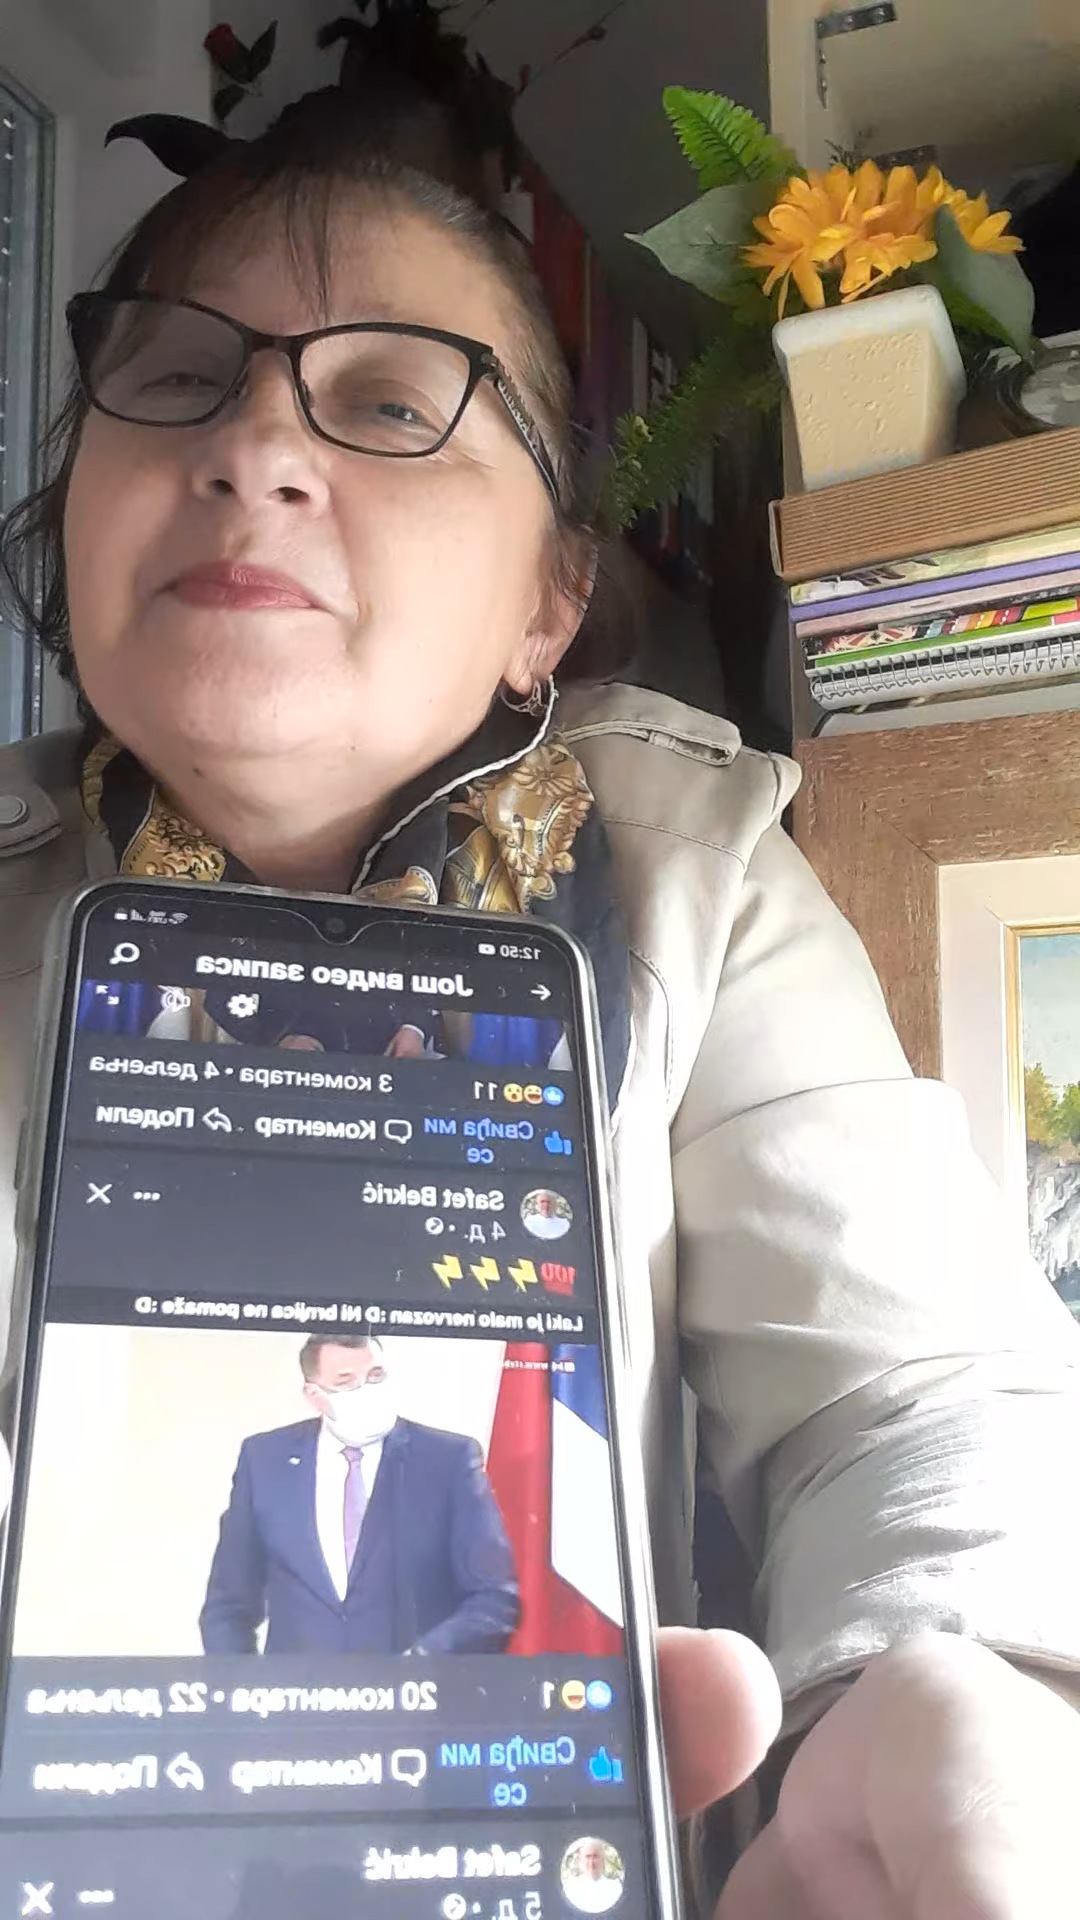 12:50
Још видео записа
11
3 коментара • 4 дељења
Свиђа ми се
Коментар
Подели
Safet Bekrić
4 д. •
💯⚡⚡⚡
Laki je malo nervozan :D Ni brnjica ne pomaže :D
1
20 коментара • 22 дељења
Свиђа ми се
Коментар
Подели
Safet Bekrić
5 д. •